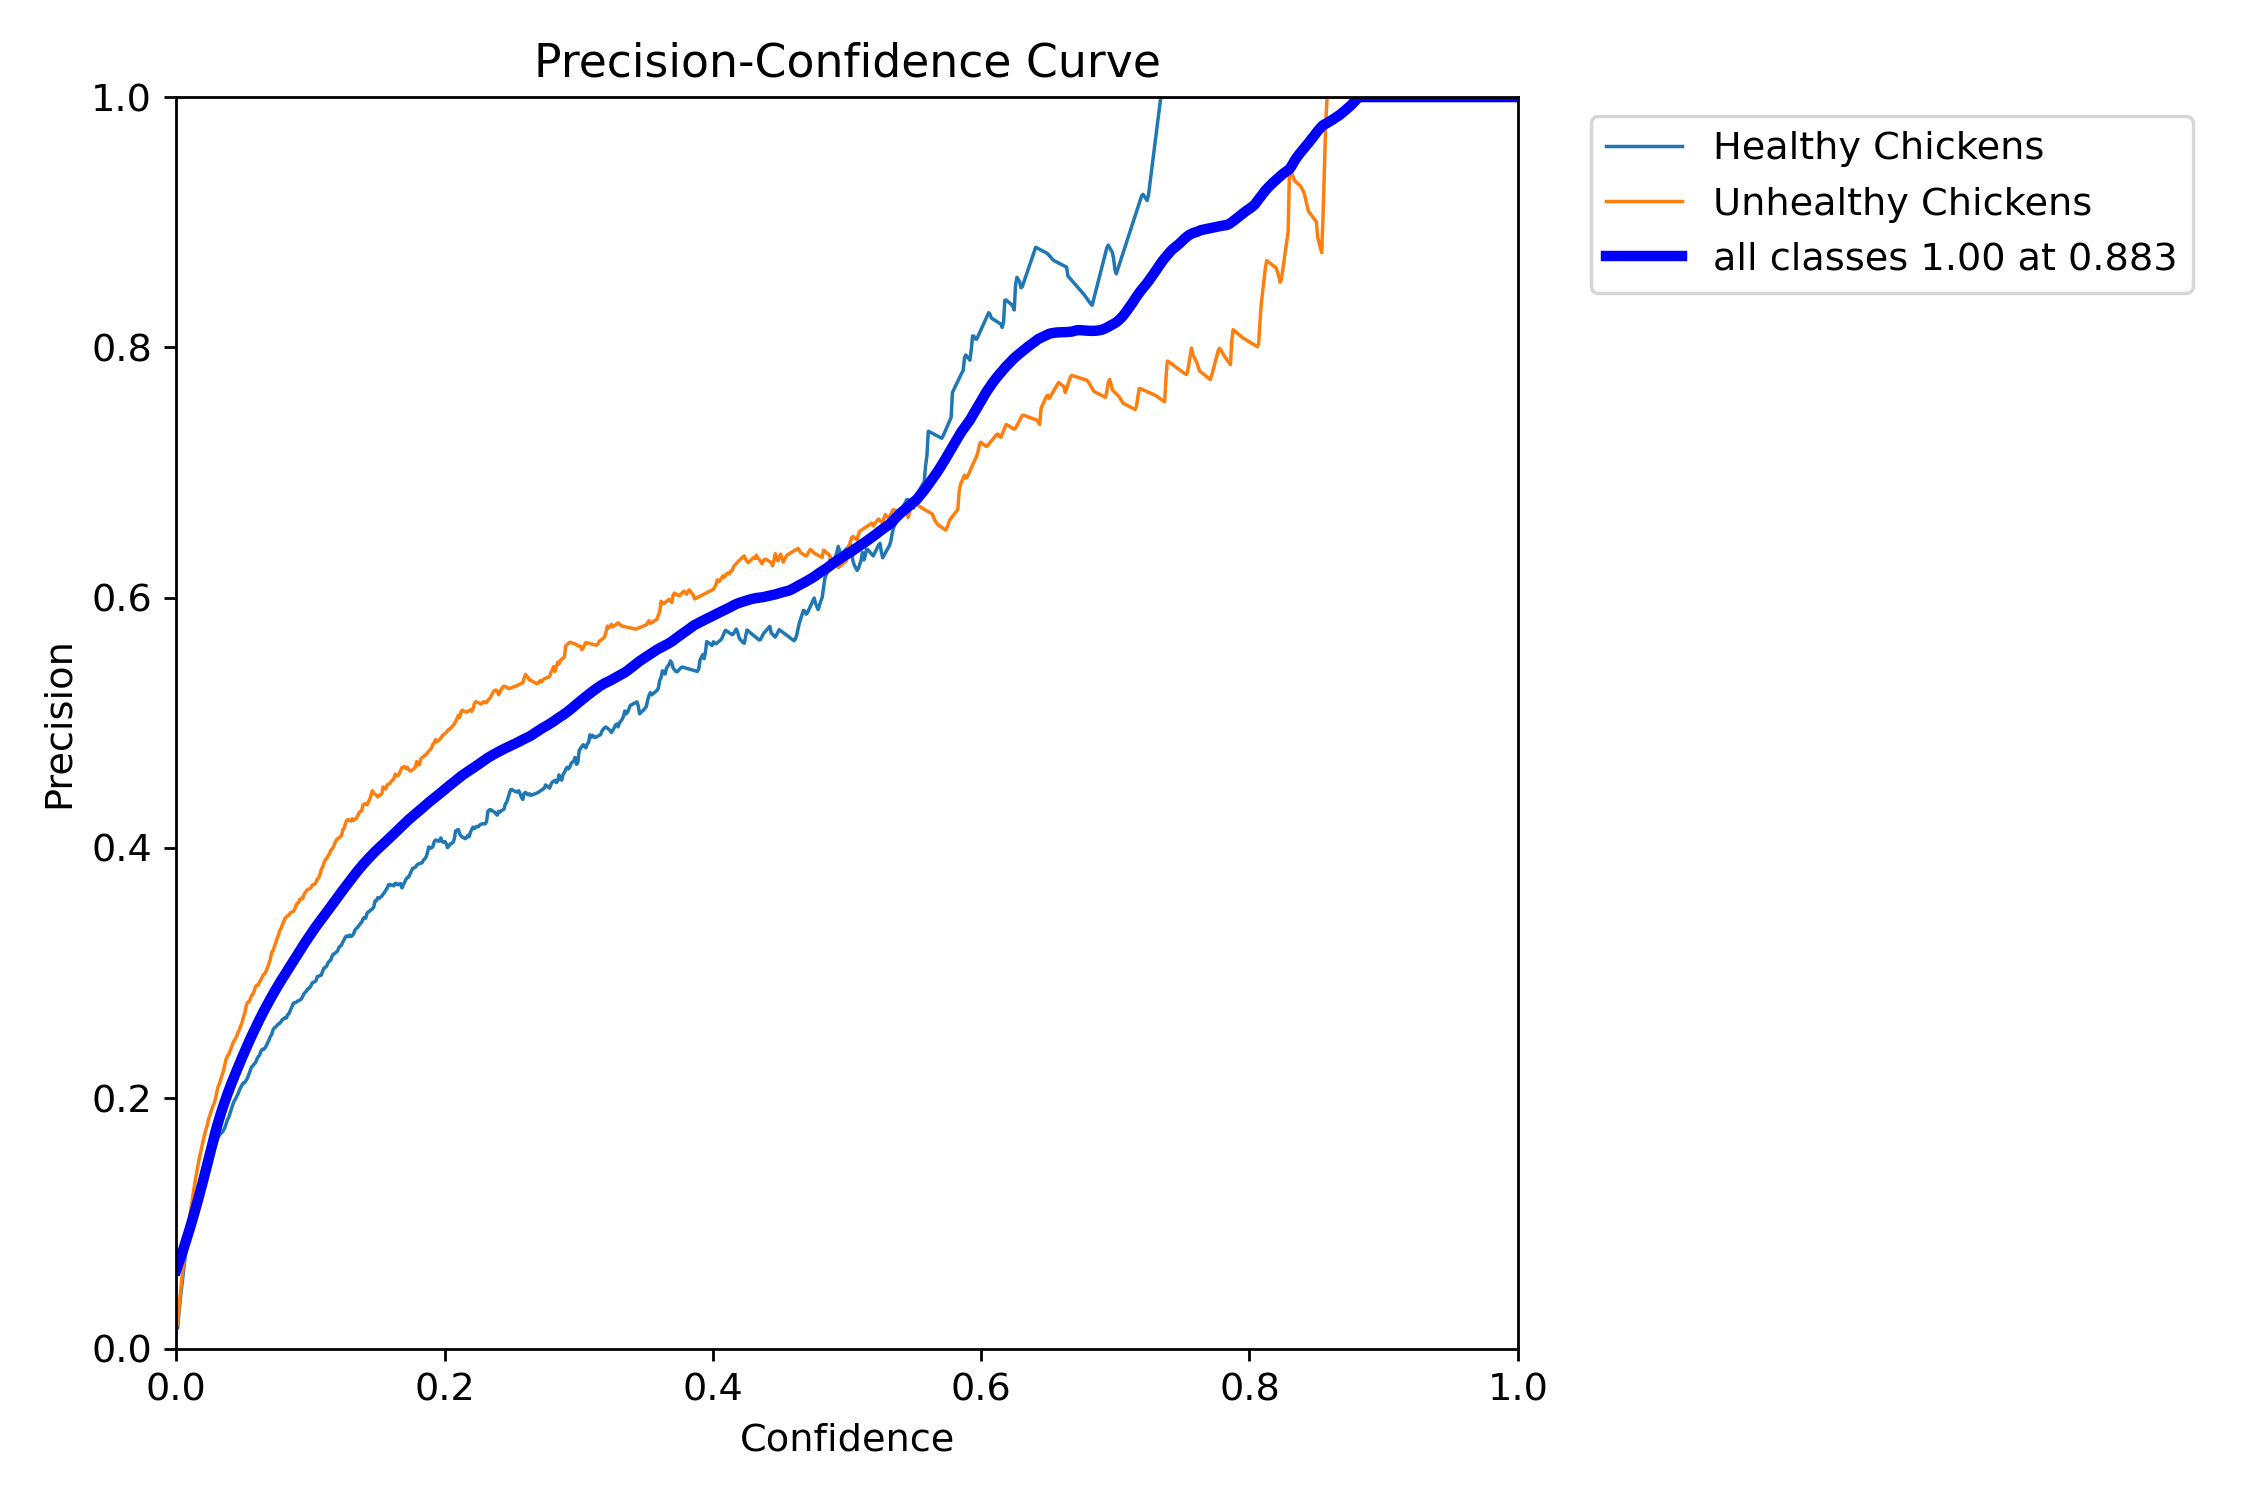 Precision-Confidence Curve
1.0
0.8
0.6
0.4
0.2
0.0
Precision
0.0 0.2 0.4 0.6 0.8 1.0
Confidence
Healthy Chickens
Unhealthy Chickens
all classes 1.00 at 0.883